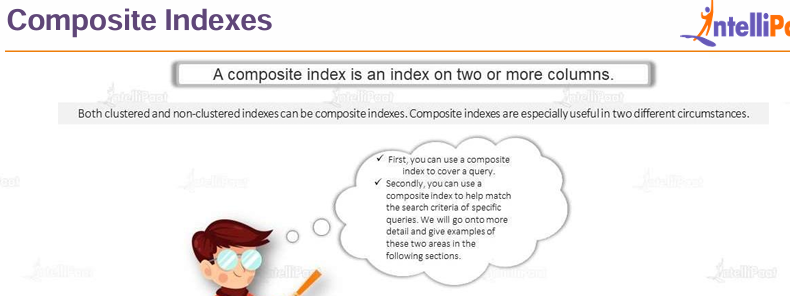 Composite Indexes
ntelliPa
A composite index is an index on two or more columns.
Both clustered and non-clustered indexes can be composite indexes. Composite indexes are especially useful in two different circumstances.
✓ First, you can use a composite
index to cover a query.
✓ Secondly, you can use a
composite index to help match
the search criteria of specific
queries. We will go onto more
detail and give examples of
these two areas in the
following sections.